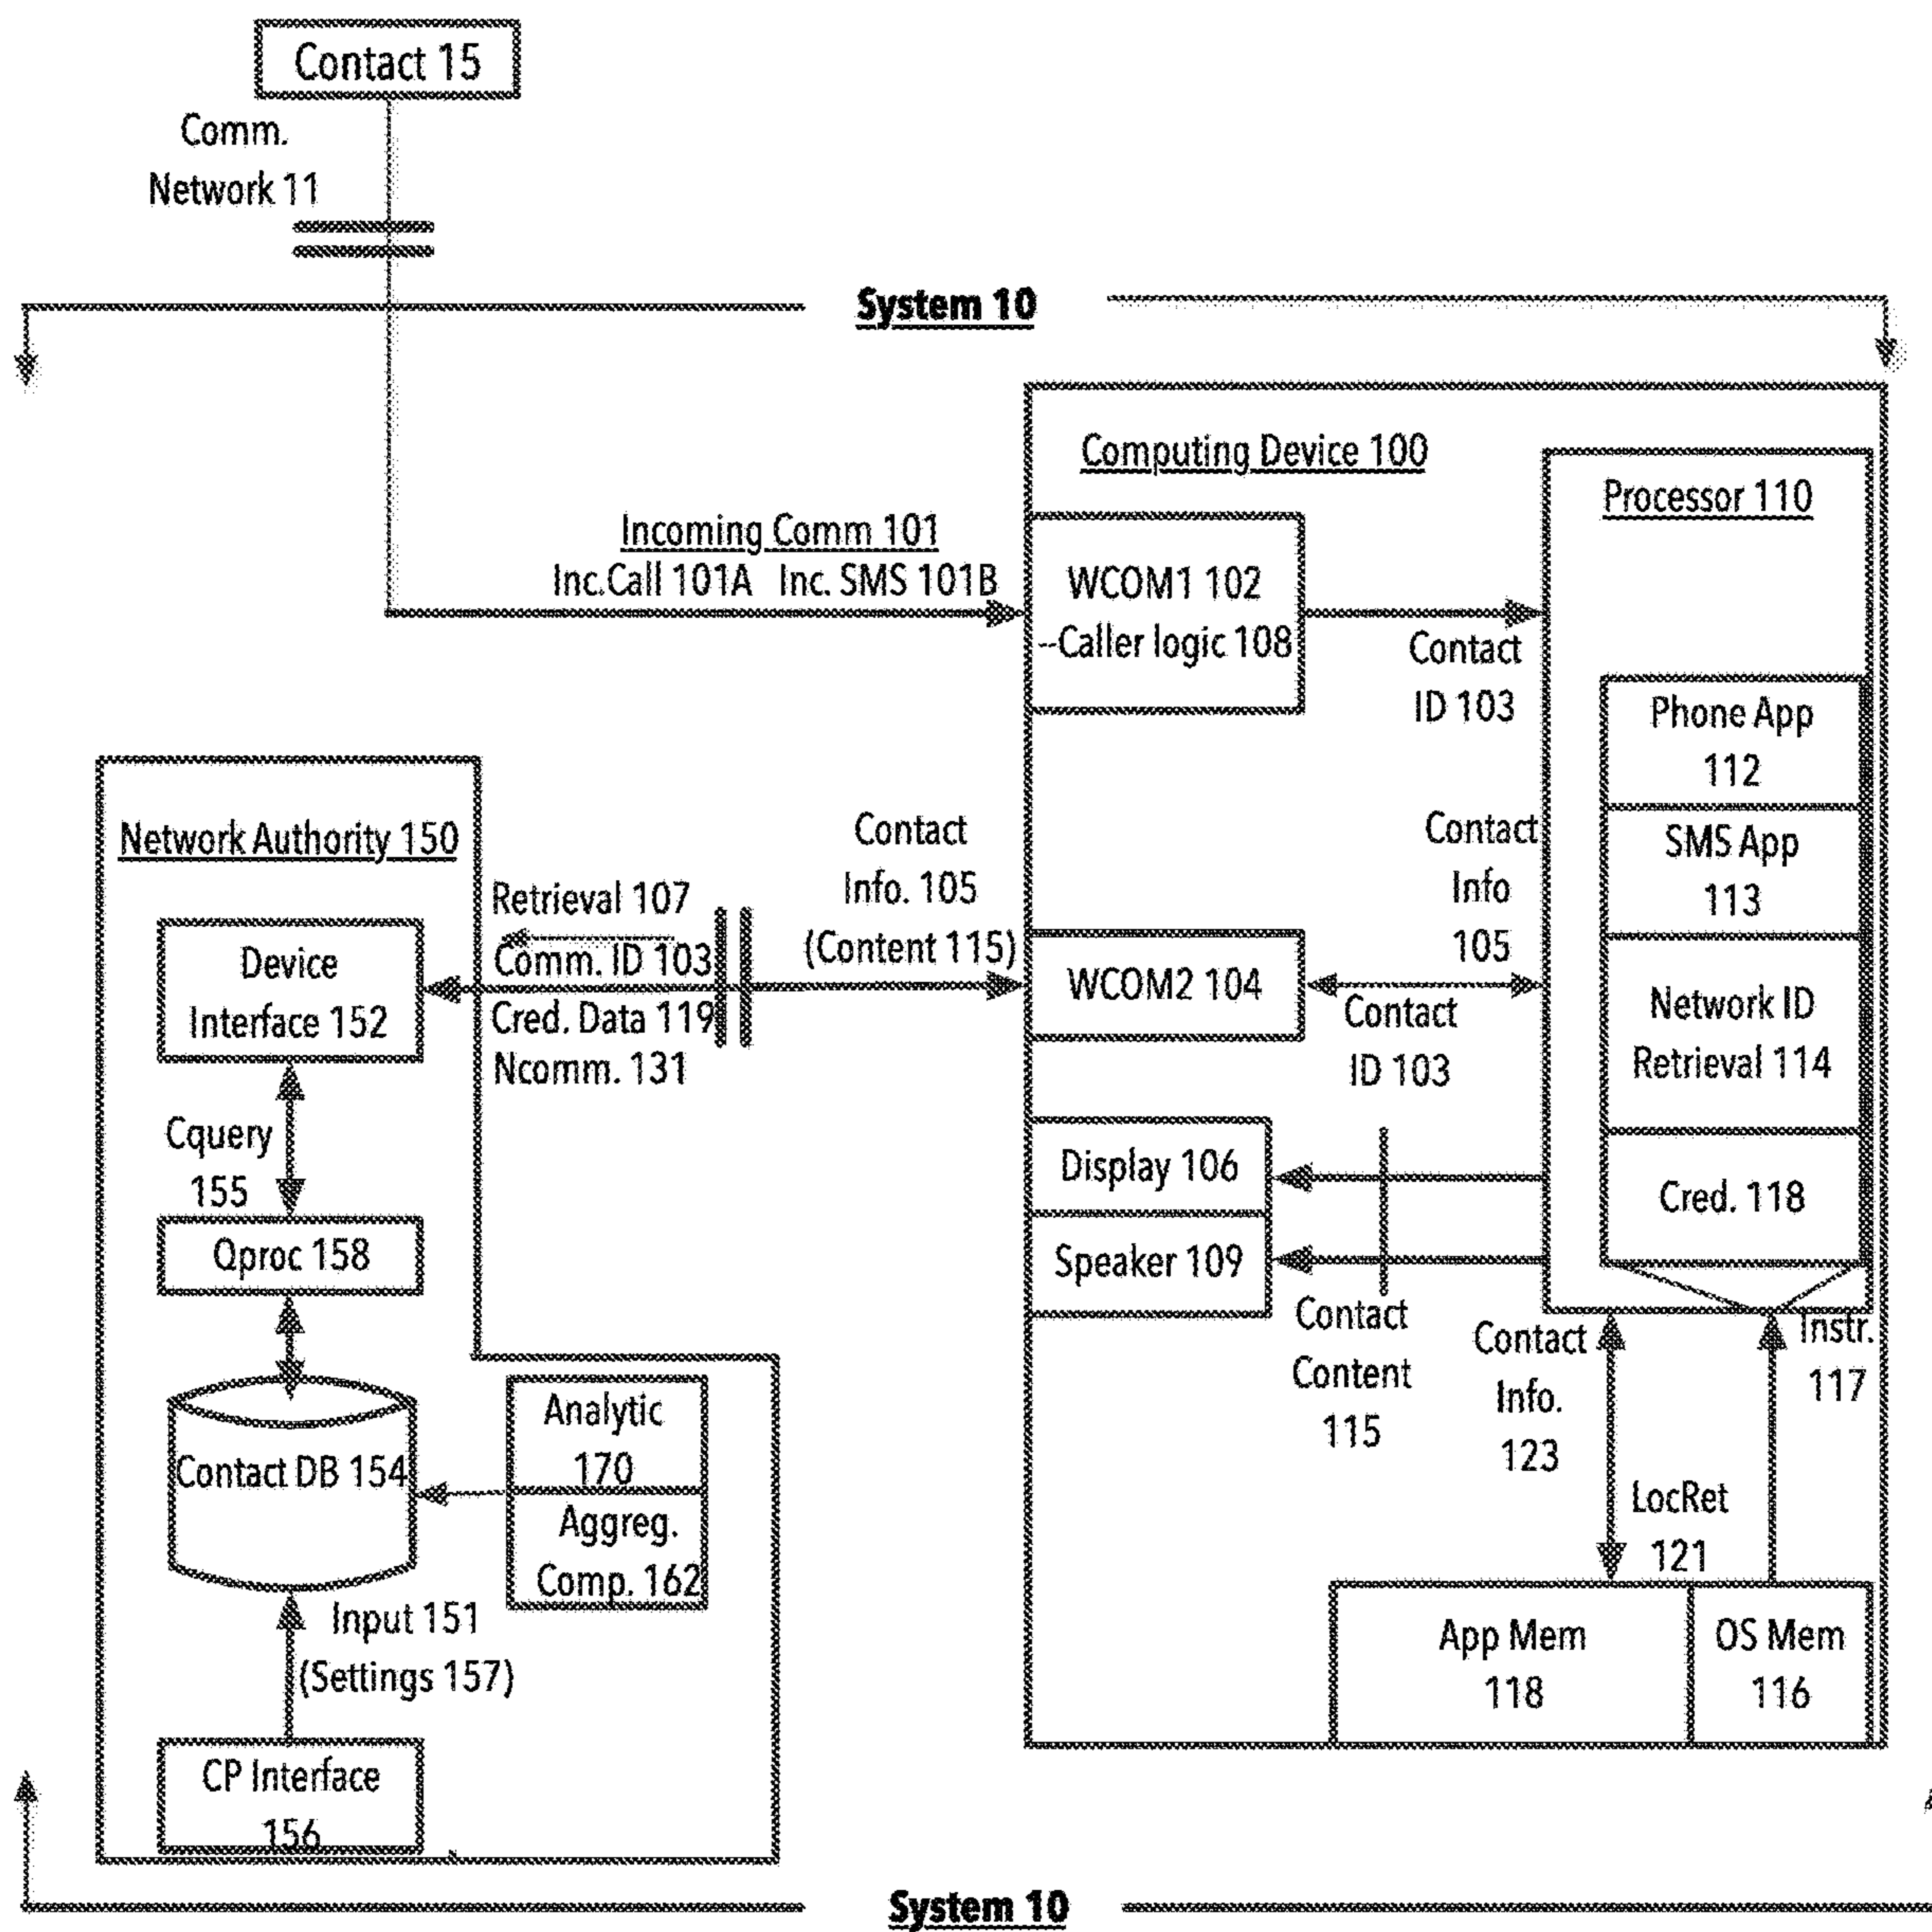 Contact 15
Comm.
Network 11
System 10
Computing Device 100
Processor 110
Incoming Comm 101
Inc.Call 101A Inc. SMS 101B
WCOM1 102
--Caller logic 108
Contact
ID 103
Phone App
112
SMS App
113
Network ID
Retrieval 114
Cred. 118
Network Authority 150
Retrieval 107
Comm. ID 103
Cred. Data 119
Ncomm. 131
Contact
Info. 105
(Content 115)
WCOM2 104
Contact
Info
105
Contact
ID 103
Device
Interface 152
Cquery
155
Qproc 158
Display 106
Speaker 109
Contact
Content
115
Contact
Info.
123
Instr.
117
LocRet
121
Contact DB 154
Analytic
170
Aggreg.
Comp. 162
Input 151
(Settings 157)
CP Interface
156
App Mem
118
OS Mem
116
System 10